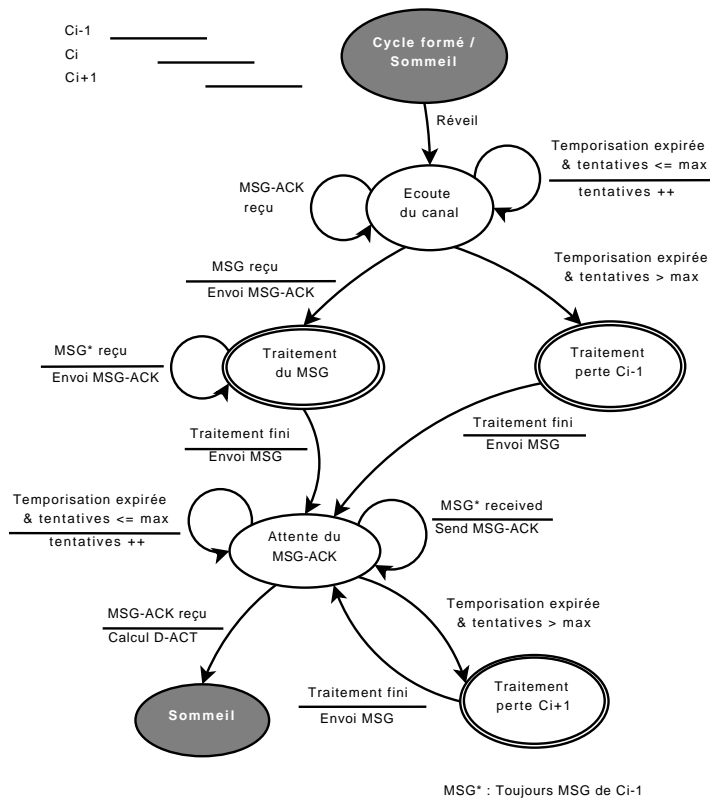 Ci-1
Ci
Ci+1
Cycle formé /
Sommeil
Réveil
MSG-ACK
reçu
Ecoute
du canal
Temporisation expirée
& tentatives <= max
tentatives ++
MSG reçu
Envoi MSG-ACK
Temporisation expirée
& tentatives > max
MSG* reçu
Envoi MSG-ACK
Traitement
du MSG
Traitement
perte Ci-1
Traitement fini
Envoi MSG
Traitement fini
Envoi MSG
Temporisation expirée
& tentatives <= max
tentatives ++
Attente du
MSG-ACK
MSG* received
Send MSG-ACK
MSG-ACK reçu
Calcul D-ACT
Temporisation expirée
& tentatives > max
Sommeil
Traitement fini
Envoi MSG
Traitement
perte Ci+1
MSG* : Toujours MSG de Ci-1